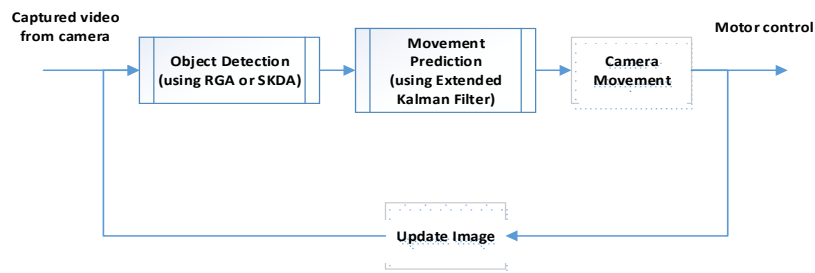 Captured video
from camera
Object Detection
(using RGA or SKDA)
Movement
Prediction
(using Extended
Kalman Filter)
Camera
Movement
Motor control
Update Image